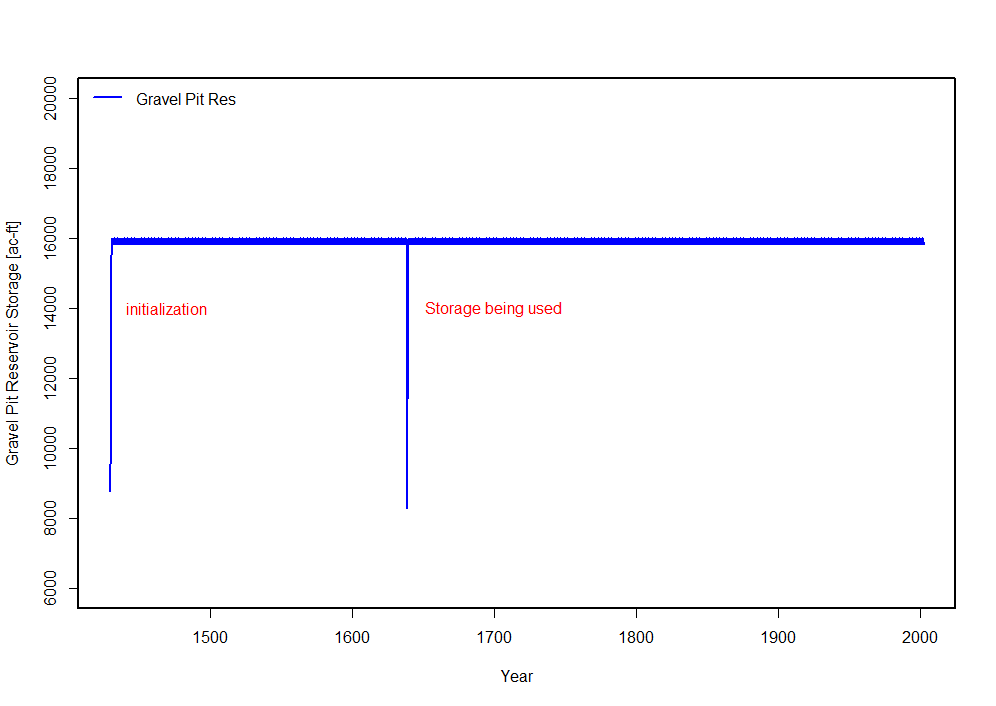 Gravel Pit Res
Gravel Pit Reservoir Storage [ac-ft]
20000
18000
16000
14000
12000
10000
8000
6000
initialization
Storage being used
1500 1600 1700 1800 1900 2000
Year